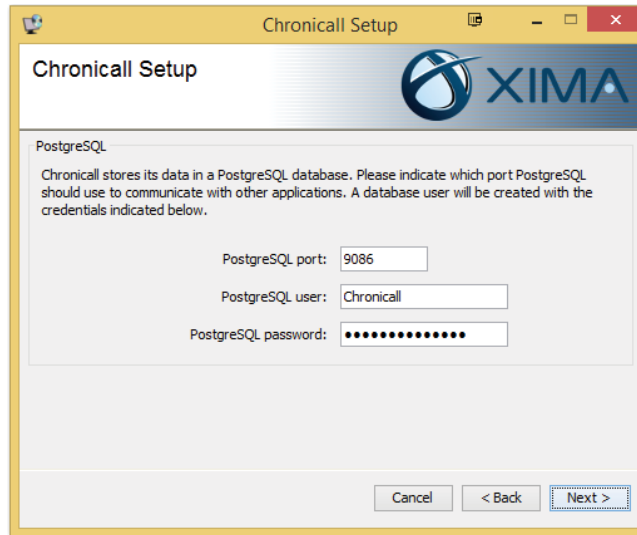 Chronicall Setup
Chronicall Setup
XIMA
PostgreSQL
Chronicall stores its data in a PostgreSQL database. Please indicate which port PostgreSQL
should use to communicate with other applications. A database user will be created with the
credentials indicated below.
PostgreSQL port: 9086
PostgreSQL user: Chronicall
PostgreSQL password: ••••••••••••••
Cancel < Back Next >